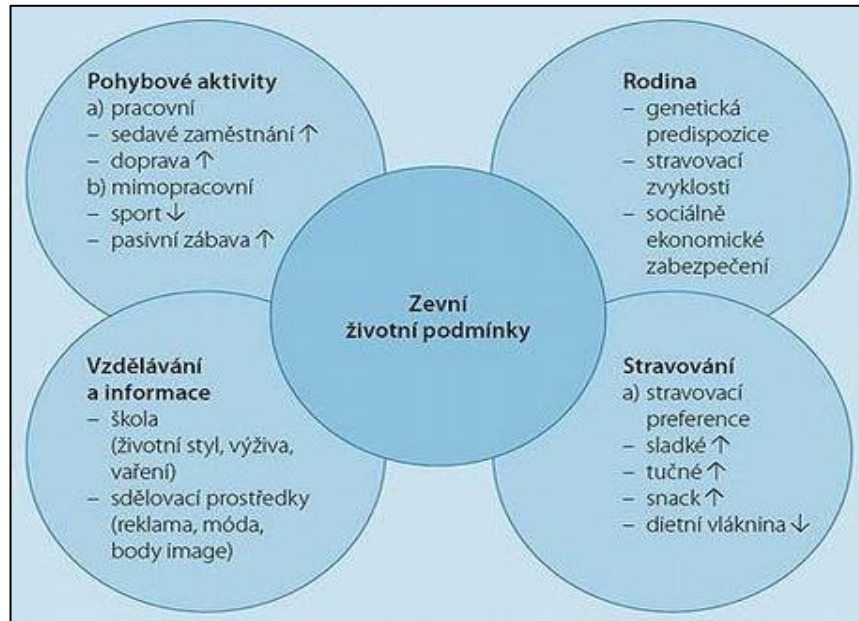 Pohybové aktivity
a) pracovní
– sedavé zaměstnání ↑
– doprava ↑
b) mimopracovní
– sport ↓
– pasivní zábava ↑
Rodina
– genetická
predispozice
– stravovací
zvyklosti
– sociálně
ekonomické
zabezpečení
Zevní
životní podmínky
Vzdělávání
a informace
– škola
(životní styl, výživa,
vaření)
– sdělovací prostředky
(reklama, móda,
body image)
Stravování
a) stravovací
preference
– sladké ↑
– tučné ↑
– snack ↑
– dietní vláknina ↓